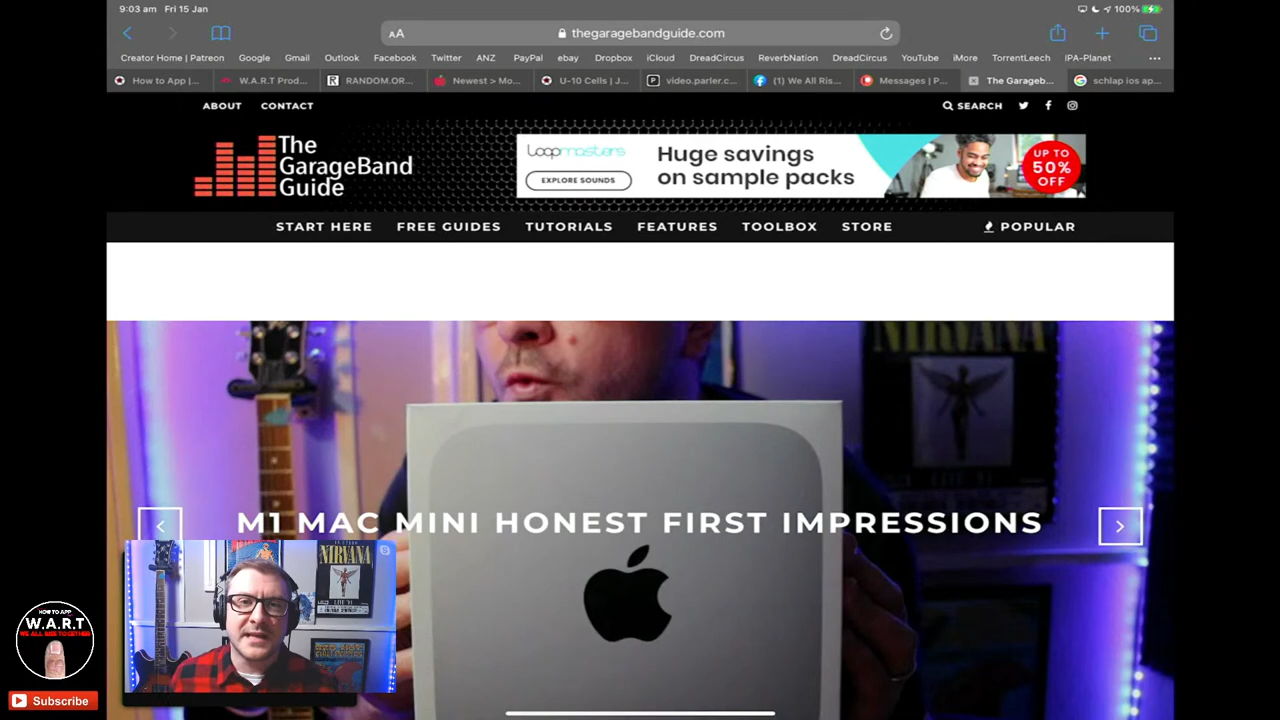 9:03 am Fri 15 Jan
100%
AA
thegaragebandguide.com
Creator Home | Patreon Google Gmail Outlook Facebook Twitter ANZ PayPal ebay Dropbox iCloud DreadCircus ReverbNation DreadCircus YouTube iMore TorrentLeech IPA-Planet
How to App |... W.A.R.T Prod... RANDOM.OR... Newest > Mo... U-10 Cells | J... video.parler.c... (1) We All Ris... Messages | P... The Garageb... schlap ios ap...
ABOUT CONTACT
SEARCH
The
GarageBand
Guide
loopmasters
EXPLORE SOUNDS
Huge savings
on sample packs
UP TO
50%
OFF
START HERE FREE GUIDES TUTORIALS FEATURES TOOLBOX STORE POPULAR
NIRVANA
M1 MAC MINI HONEST FIRST IMPRESSIONS
NIRVANA
HOW TO APP
W.A.R.T
WE ALL RISE TOGETHER
Subscribe